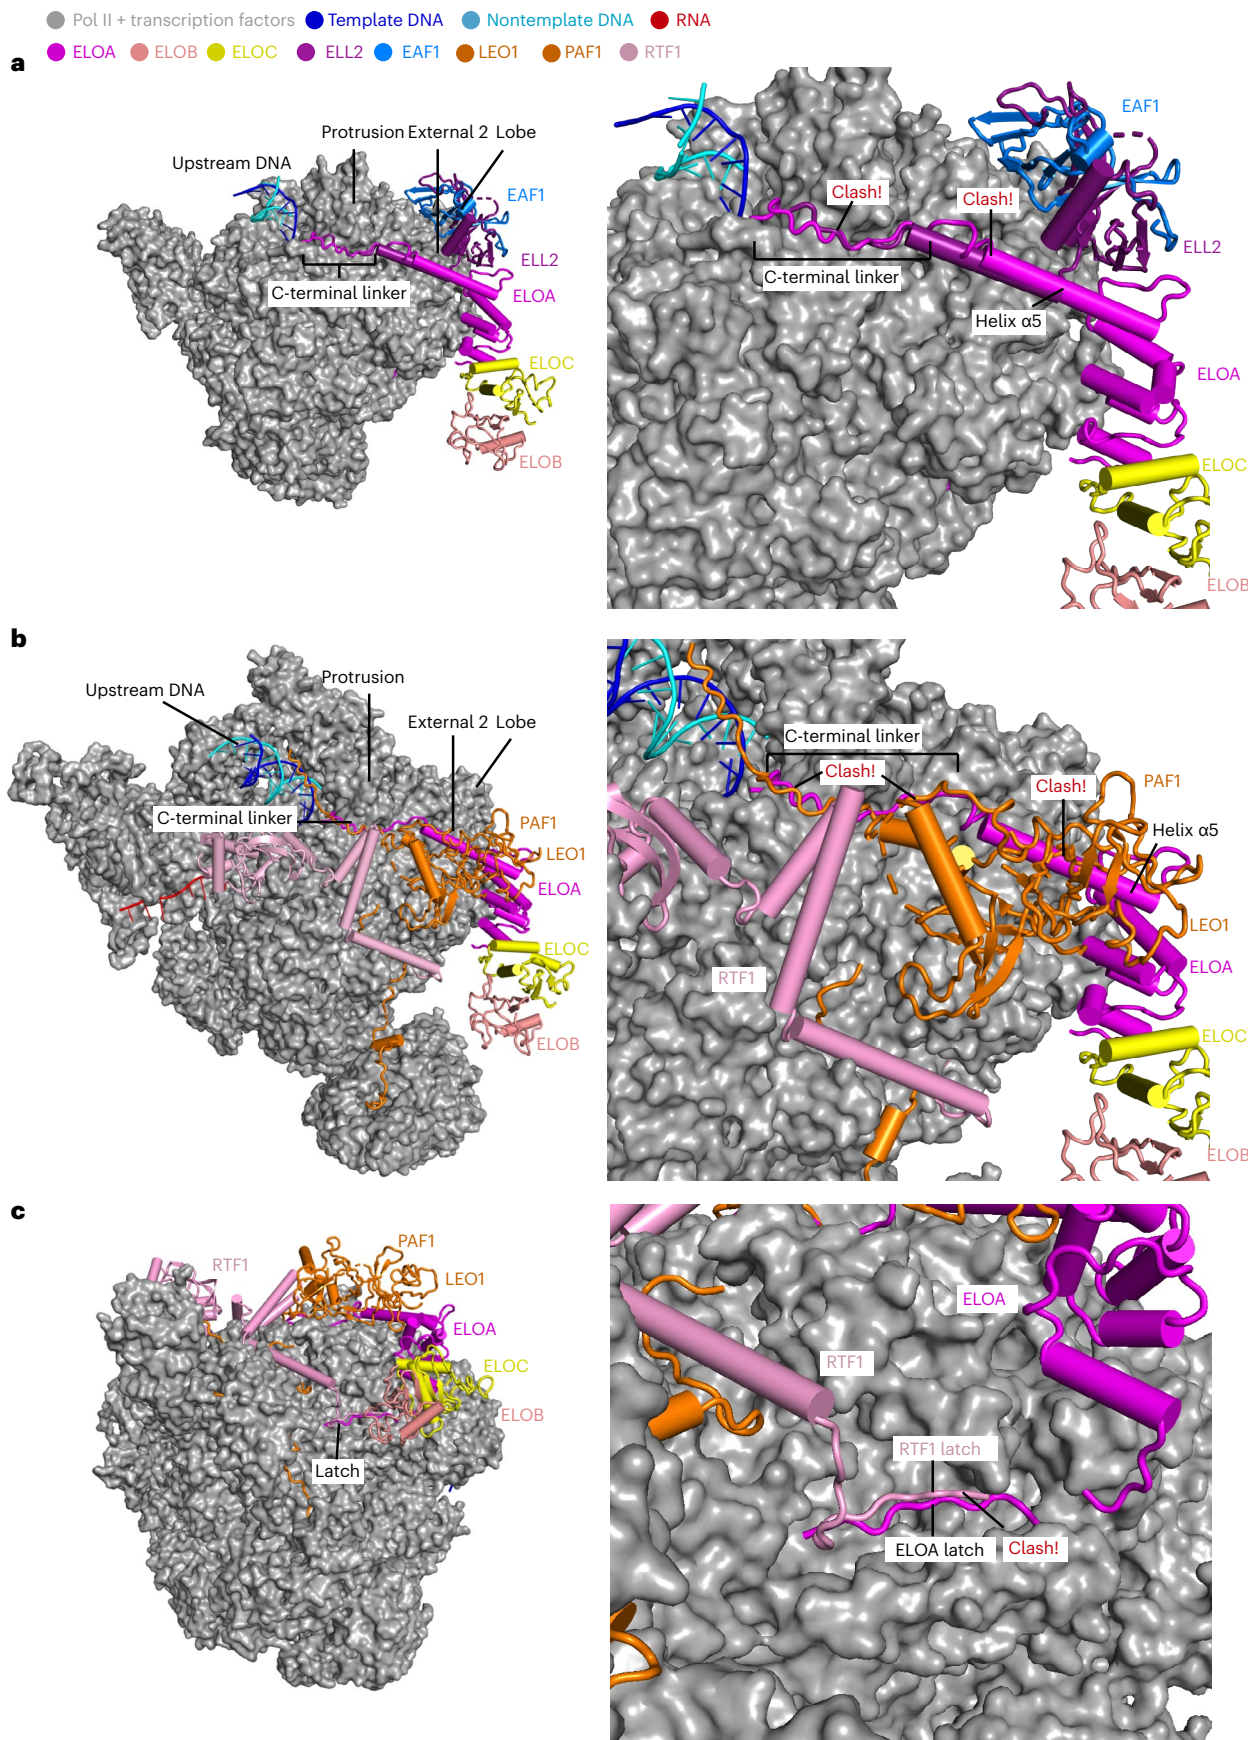 Pol II + transcription factors Template DNA Nontemplate DNA RNA
ELOA ELOB ELOC ELL2 EAF1 LEO1 PAF1 RTF1
a
Protrusion External 2 Lobe
Upstream DNA
EAF1
ELL2
C-terminal linker
ELOA
ELOC
ELOB
EAF1
Clash!
Clash!
ELL2
C-terminal linker
Helix α5
ELOA
ELOC
ELOB
b
Protrusion
Upstream DNA
External 2 Lobe
C-terminal linker
PAF1
LEO1
ELOA
ELOC
ELOB
C-terminal linker
Clash!
Clash!
PAF1
Helix α5
LEO1
ELOA
RTF1
ELOC
ELOB
c
PAF1
RTF1
LEO1
ELOA
ELOC
ELOB
Latch
ELOA
RTF1
RTF1 latch
ELOA latch
Clash!